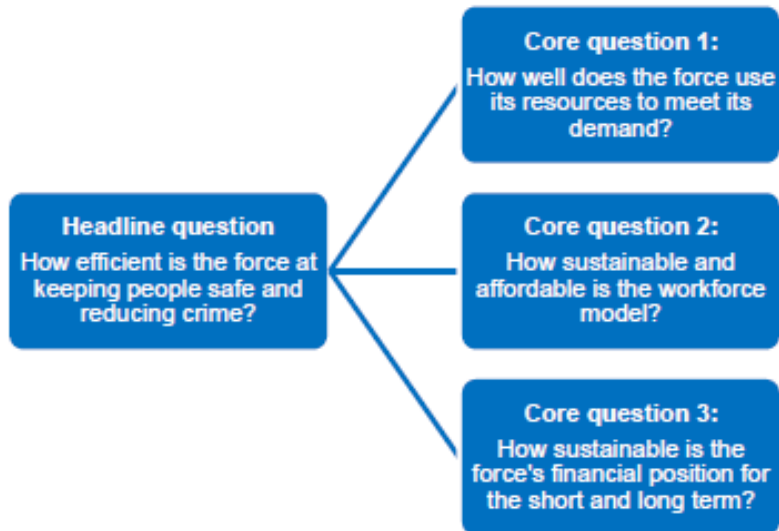 Headline question
How efficient is the force at
keeping people safe and
reducing crime?
Core question 1:
How well does the force use
its resources to meet its
demand?
Core question 2:
How sustainable and
affordable is the workforce
model?
Core question 3:
How sustainable is the
force's financial position for
the short and long term?